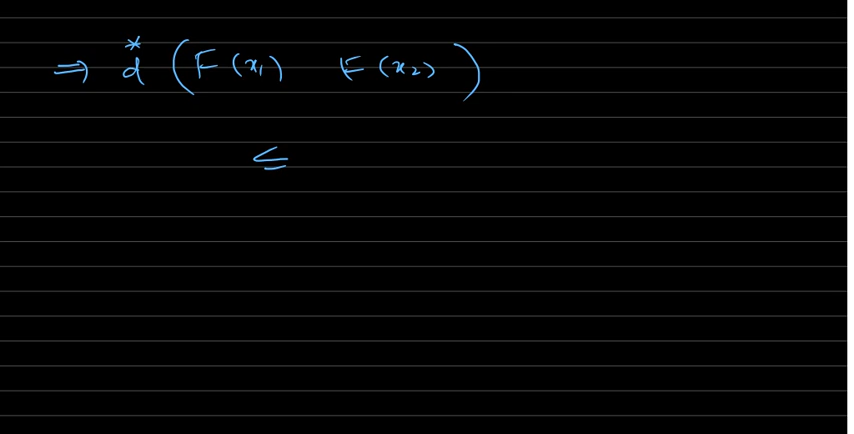 ⇒ d* (F(x₁) F(x₂))
≤